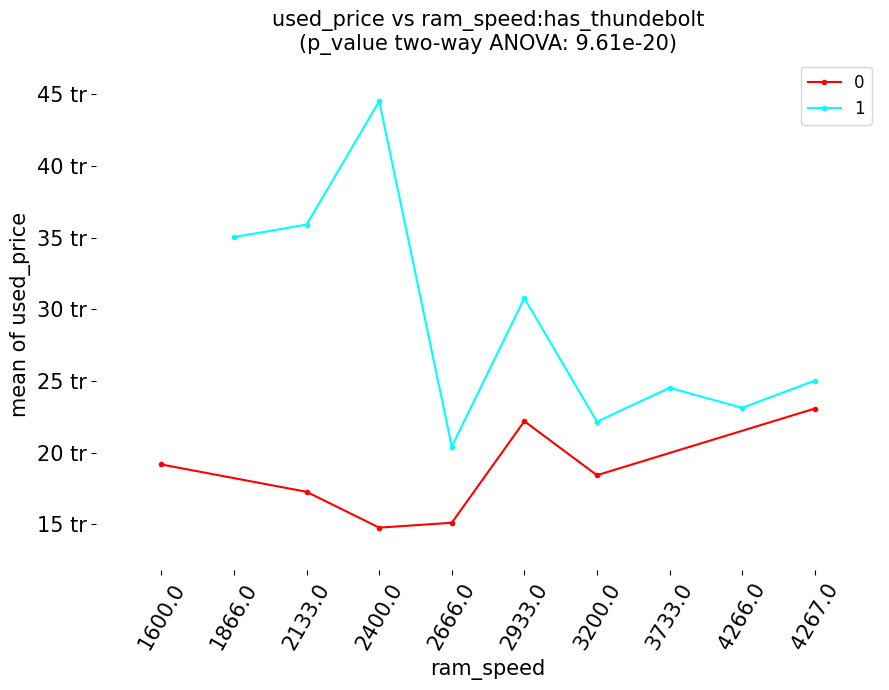 used_price vs ram_speed:has_thundebolt
(p_value two-way ANOVA: 9.61e-20)
0
1
45 tr
40 tr
35 tr
30 tr
25 tr
20 tr
15 tr
mean of used_price
1600.0
1866.0
2133.0
2400.0
2666.0
2933.0
3200.0
3733.0
4266.0
4267.0
ram_speed